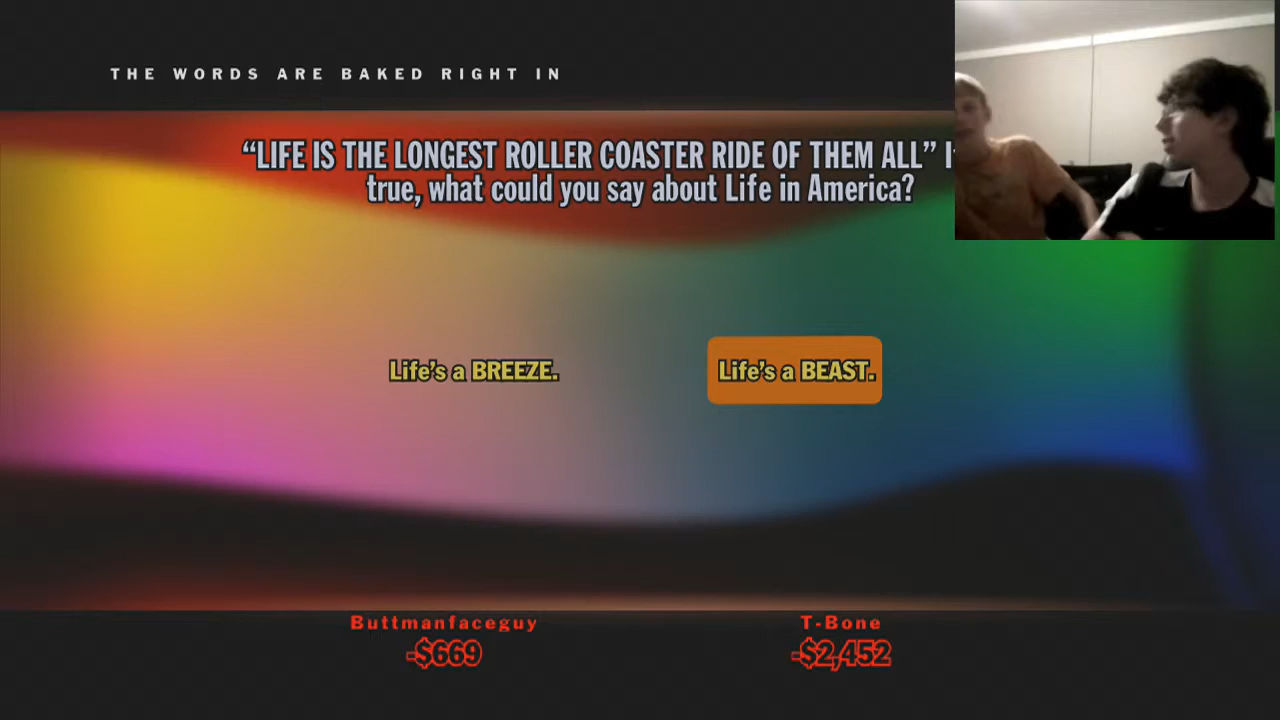 THE WORDS ARE BAKED RIGHT IN
“LIFE IS THE LONGEST ROLLER COASTER RIDE OF THEM ALL”
true, what could you say about Life in America?
Life's a BREEZE.
Life's a BEAST.
Buttmanfaceguy
T-Bone
-$669
-$2,452